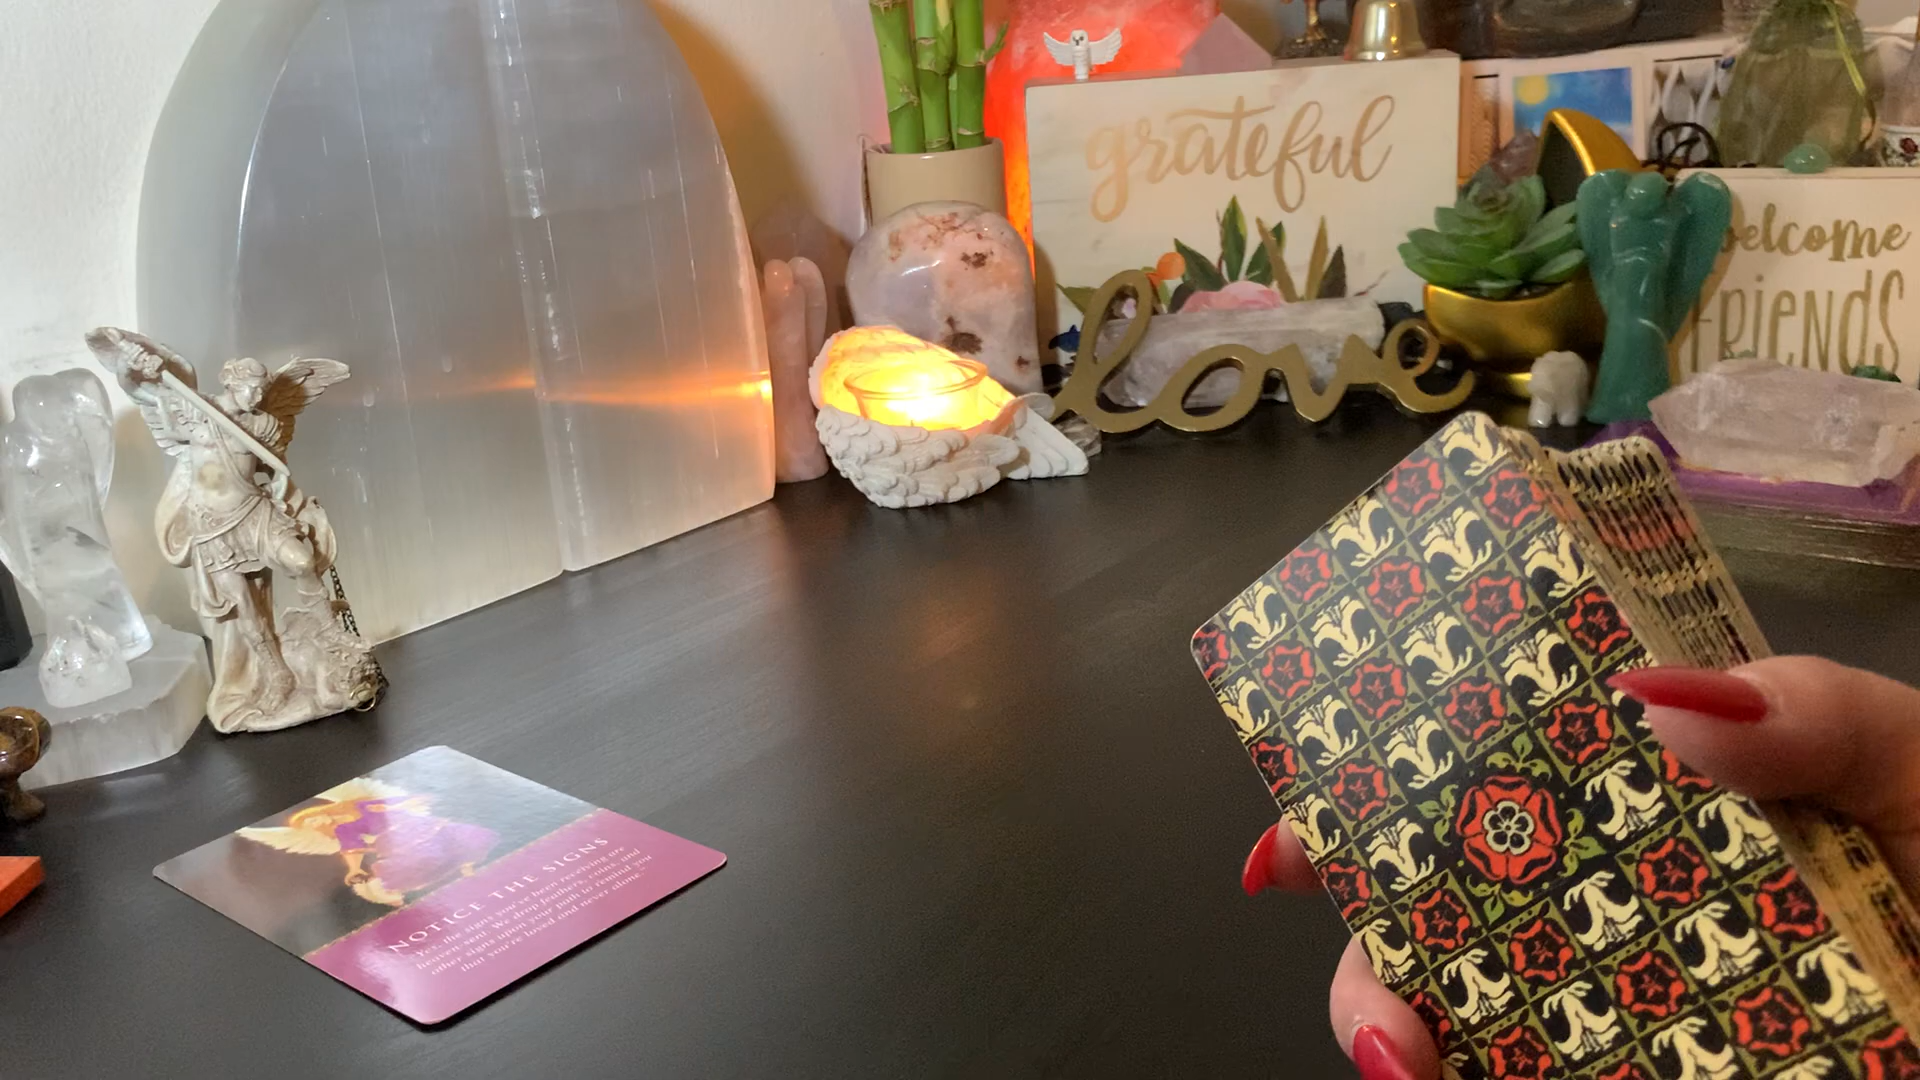 grateful
love
welcome
FRIENDS
NOTICE THE SIGNS
"Yes, the signs you've been receiving are
heaven-sent. We drop feathers, coins, and
other signs upon your path to remind you
that you're loved and never alone."